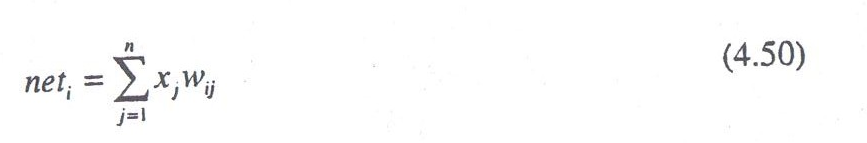 net_i = \sum_{j=1}^{n} x_j w_{ij} (4.50)